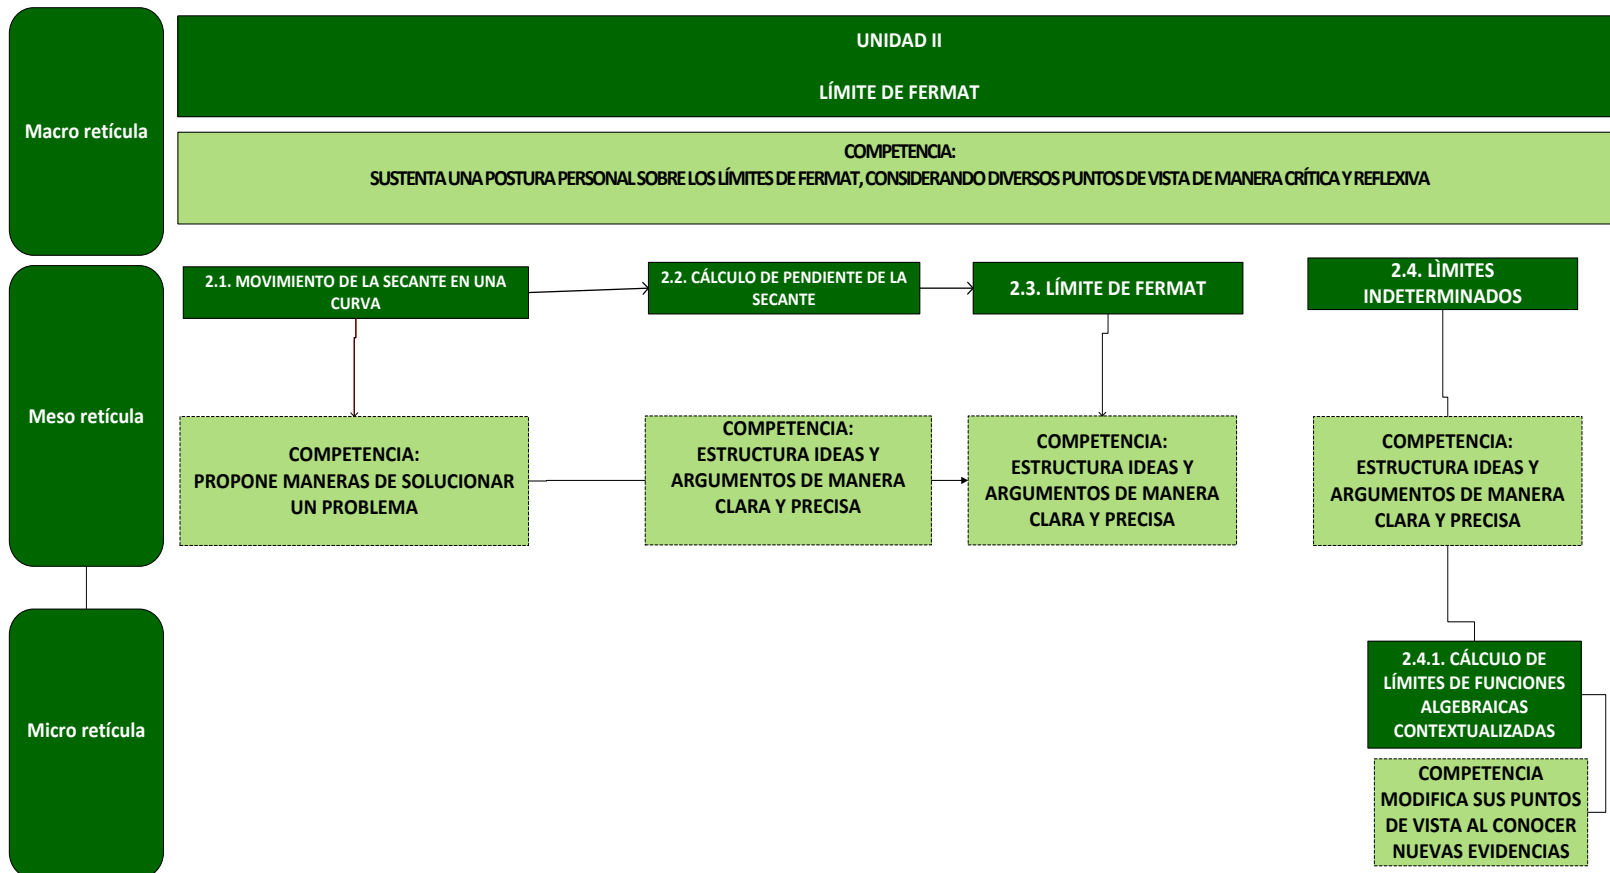 Macro retícula
UNIDAD II
LÍMITE DE FERMAT
COMPETENCIA:
SUSTENTA UNA POSTURA PERSONAL SOBRE LOS LÍMITES DE FERMAT, CONSIDERANDO DIVERSOS PUNTOS DE VISTA DE MANERA CRÍTICA Y REFLEXIVA
Meso retícula
2.1. MOVIMIENTO DE LA SECANTE EN UNA
CURVA
2.2. CÁLCULO DE PENDIENTE DE LA
SECANTE
2.3. LÍMITE DE FERMAT
2.4. LÌMITES
INDETERMINADOS
COMPETENCIA:
PROPONE MANERAS DE SOLUCIONAR
UN PROBLEMA
COMPETENCIA:
ESTRUCTURA IDEAS Y
ARGUMENTOS DE MANERA
CLARA Y PRECISA
COMPETENCIA:
ESTRUCTURA IDEAS Y
ARGUMENTOS DE MANERA
CLARA Y PRECISA
COMPETENCIA:
ESTRUCTURA IDEAS Y
ARGUMENTOS DE MANERA
CLARA Y PRECISA
Micro retícula
2.4.1. CÁLCULO DE
LÍMITES DE FUNCIONES
ALGEBRAICAS
CONTEXTUALIZADAS
COMPETENCIA
MODIFICA SUS PUNTOS
DE VISTA AL CONOCER
NUEVAS EVIDENCIAS